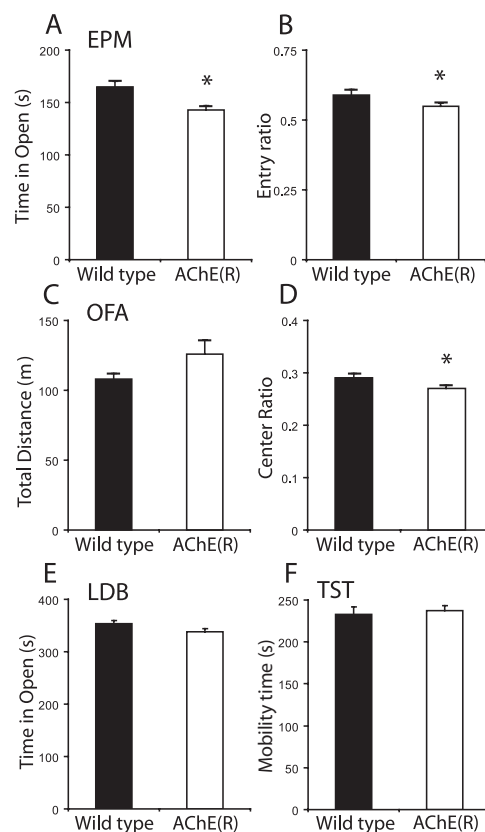 A EPM
Time in Open (s)
200
150
100
50
0
*
Wild type AChE(R)
B
Entry ratio
0.75
0.5
0.25
0
*
Wild type AChE(R)
C OFA
Total Distance (m)
150
100
50
0
Wild type AChE(R)
D
Center Ratio
0.4
0.3
0.2
0.1
0
*
Wild type AChE(R)
E LDB
Time in Open (s)
400
300
200
100
0
Wild type AChE(R)
F TST
Mobility time (s)
250
200
150
100
50
0
Wild type AChE(R)